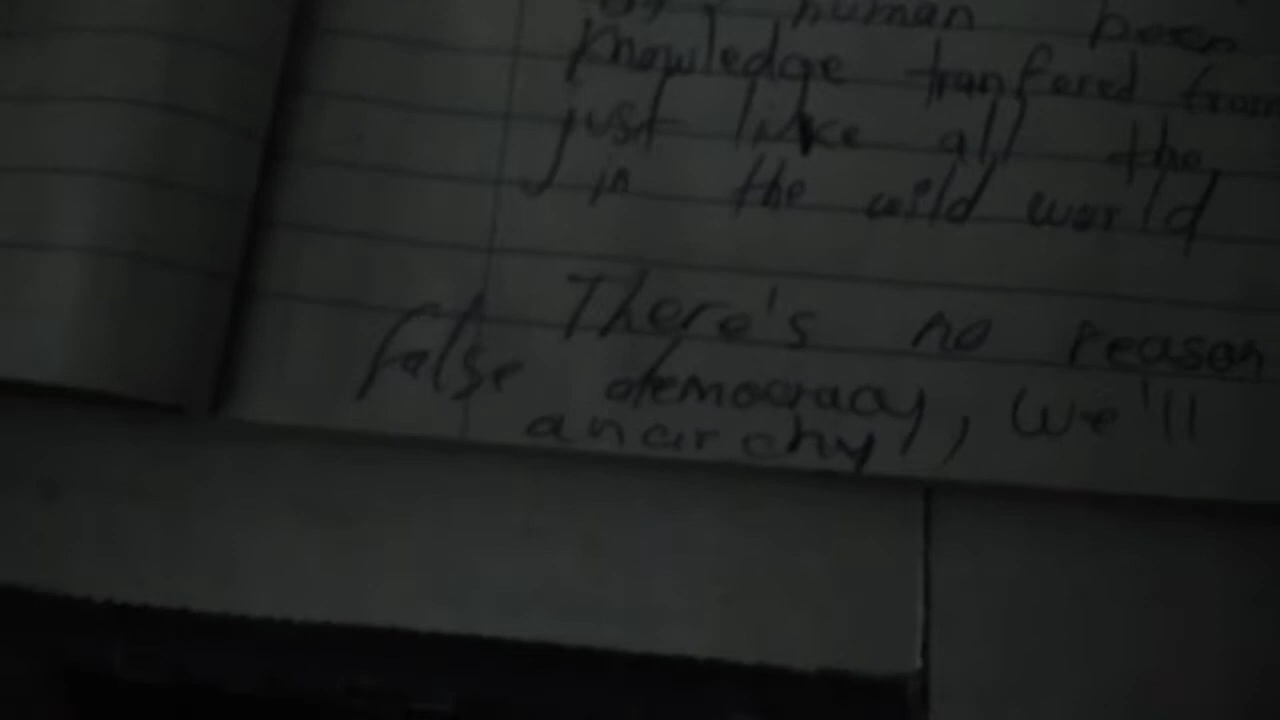 human been
knowledge tranfered from
just like all the
in the wild world
There's no reason
false democracy, we'll
anarchy),